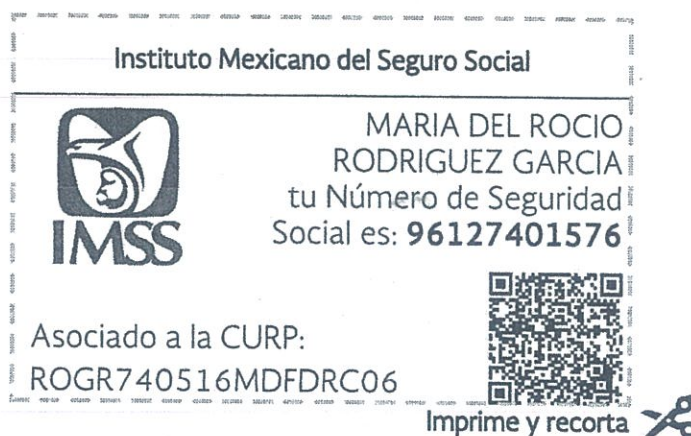 Instituto Mexicano del Seguro Social
MARIA DEL ROCIO
RODRIGUEZ GARCIA
tu Número de Seguridad
Social es: 96127401576
IMSS
Asociado a la CURP:
ROGR740516MDFDRC06
Imprime y recorta